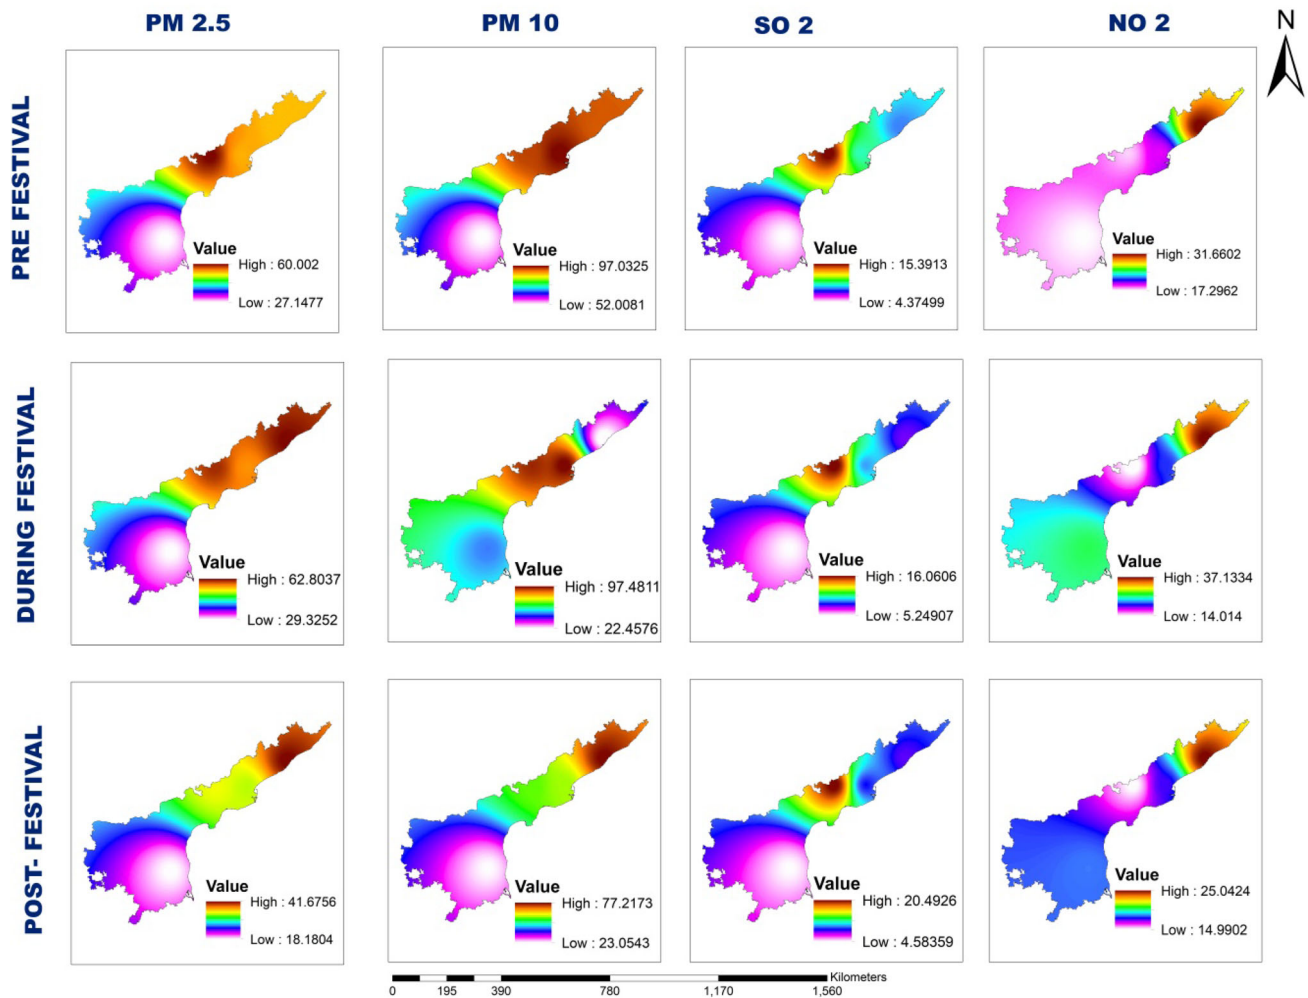 PM 2.5 PM 10 SO 2 NO 2
N
PRE FESTIVAL
Value
High : 60.002
Low : 27.1477
Value
High : 97.0325
Low : 52.0081
Value
High : 15.3913
Low : 4.37499
Value
High : 31.6602
Low : 17.2962
DURING FESTIVAL
Value
High : 62.8037
Low : 29.3252
Value
High : 97.4811
Low : 22.4576
Value
High : 16.0606
Low : 5.24907
Value
High : 37.1334
Low : 14.014
POST- FESTIVAL
Value
High : 41.6756
Low : 18.1804
Value
High : 77.2173
Low : 23.0543
Value
High : 20.4926
Low : 4.58359
Value
High : 25.0424
Low : 14.9902
Kilometers
0 195 390 780 1,170 1,560